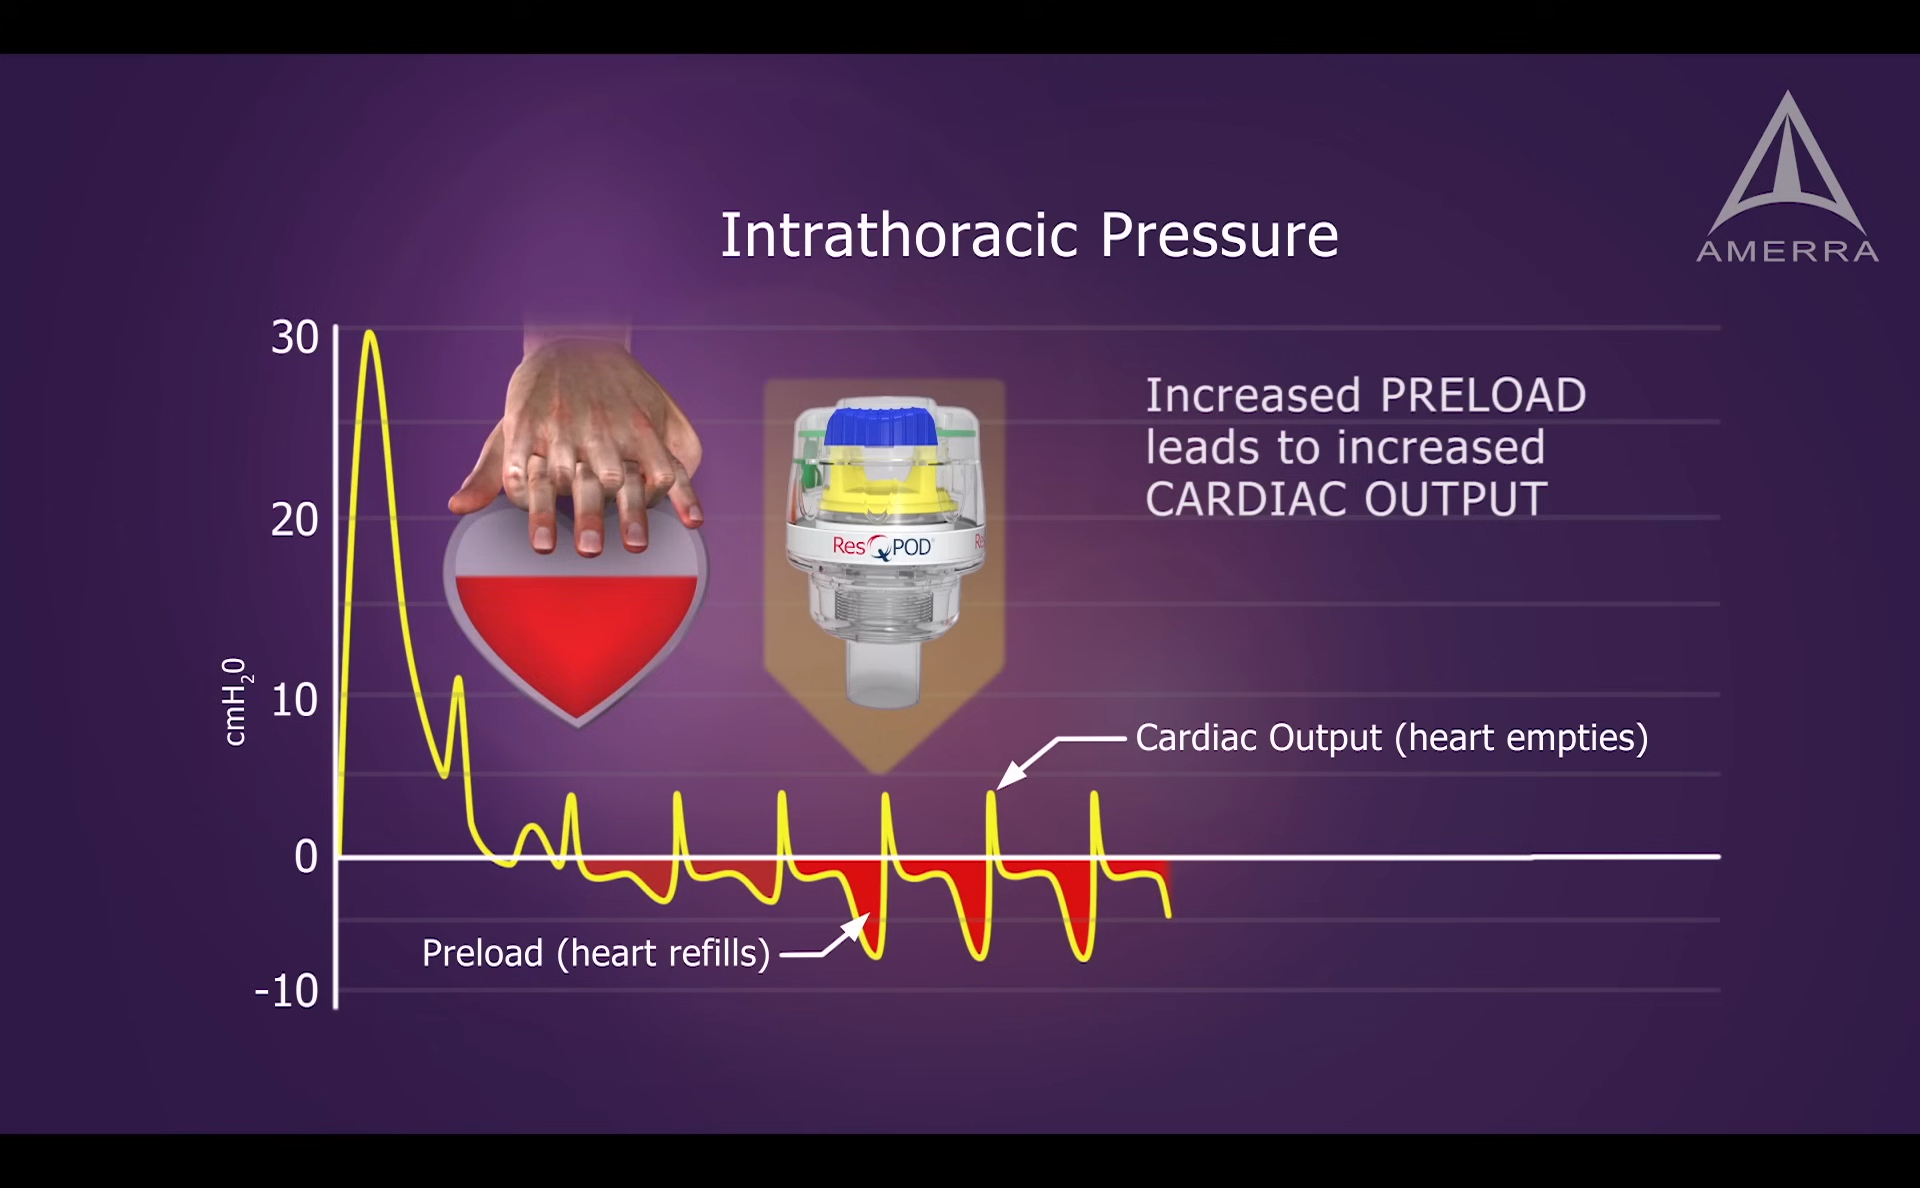 AMERRA
Intrathoracic Pressure
30
20
10
0
-10
cmH₂0
Increased PRELOAD
leads to increased
CARDIAC OUTPUT
ResQPOD
Cardiac Output (heart empties)
Preload (heart refills)